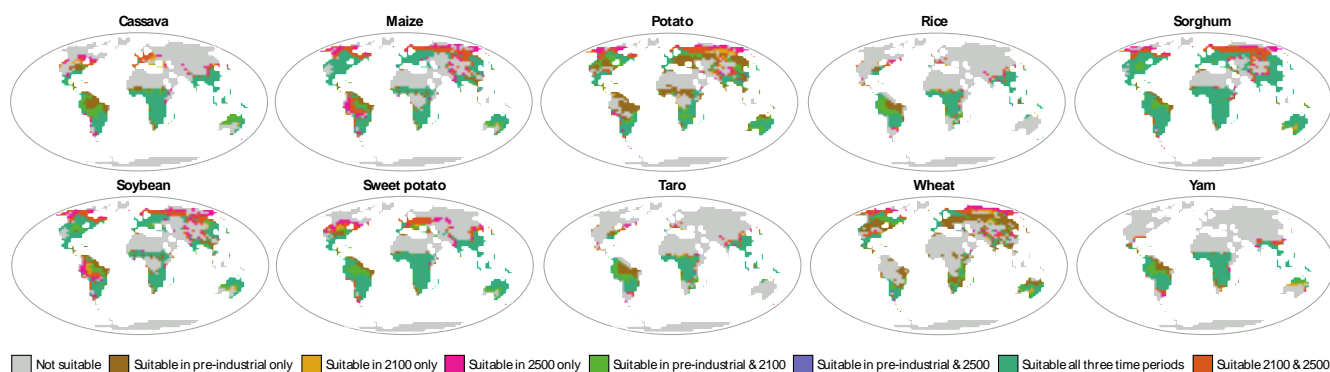 Cassava Maize Potato Rice Sorghum
Soybean Sweet potato Taro Wheat Yam
Not suitable Suitable in pre-industrial only Suitable in 2100 only Suitable in 2500 only Suitable in pre-industrial & 2100 Suitable in pre-industrial & 2500 Suitable all three time periods Suitable 2100 & 2500